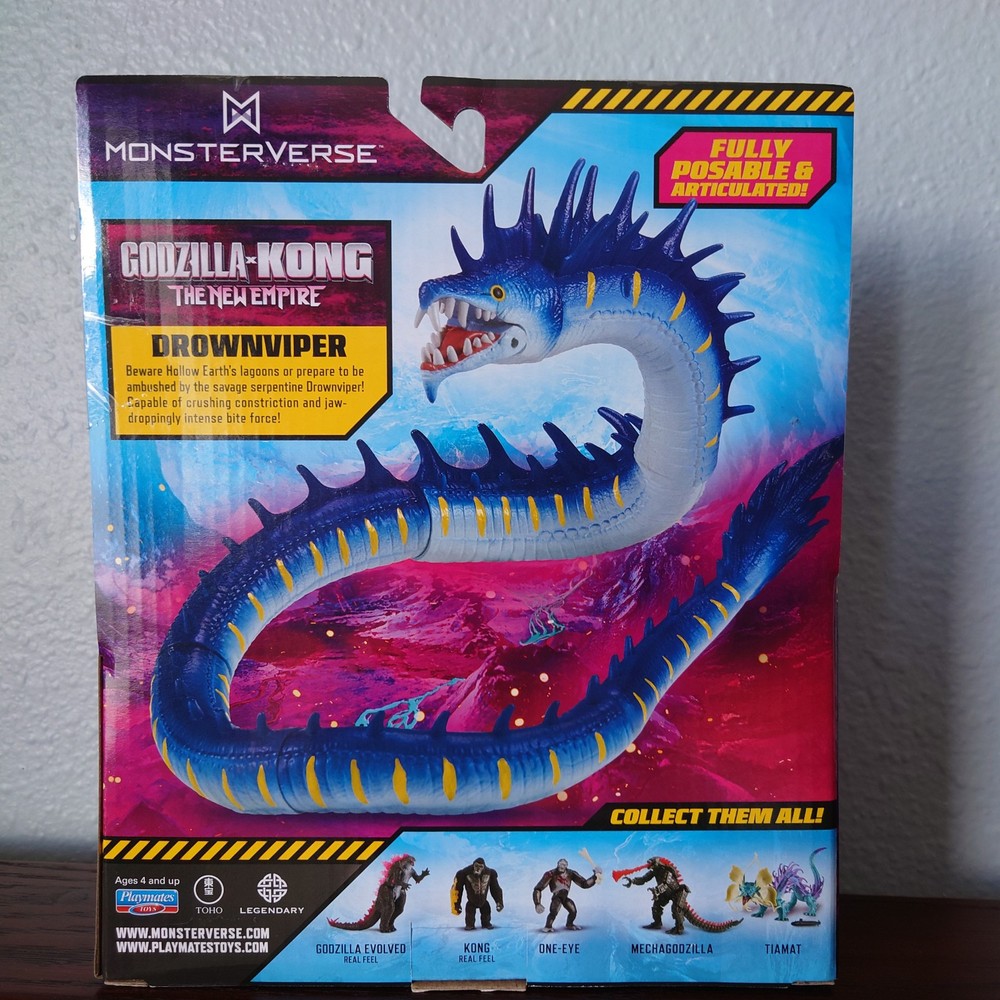 MONSTERVERSE™
FULLY
POSABLE &
ARTICULATED!
GODZILLA × KONG
THE NEW EMPIRE
DROWNVIPER
Beware Hollow Earth's lagoons or prepare to be
ambushed by the savage serpentine Drownviper!
Capable of crushing constriction and jaw-
droppingly intense bite force!
COLLECT THEM ALL!
Ages 4 and up
Playmates
TOYS
東宝
TOHO
LEGENDARY
WWW.MONSTERVERSE.COM
WWW.PLAYMATESTOYS.COM
GODZILLA EVOLVED
REAL FEEL
KONG
REAL FEEL
ONE-EYE
MECHAGODZILLA
TIAMAT